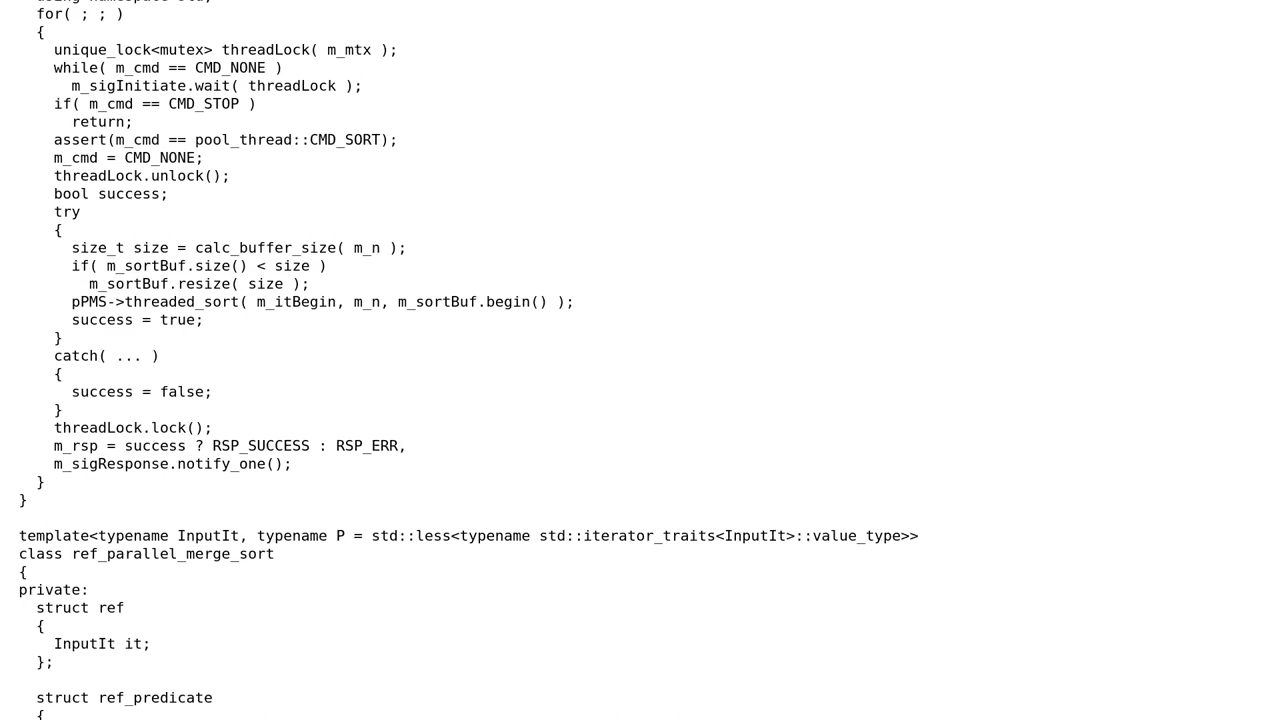 using namespace std;
for( ; ; )
{
unique_lock<mutex> threadLock( m_mtx );
while( m_cmd == CMD_NONE )
m_sigInitiate.wait( threadLock );
if( m_cmd == CMD_STOP )
return;
assert(m_cmd == pool_thread::CMD_SORT);
m_cmd = CMD_NONE;
threadLock.unlock();
bool success;
try
{
size_t size = calc_buffer_size( m_n );
if( m_sortBuf.size() < size )
m_sortBuf.resize( size );
pPMS->threaded_sort( m_itBegin, m_n, m_sortBuf.begin() );
success = true;
}
catch( ... )
{
success = false;
}
threadLock.lock();
m_rsp = success ? RSP_SUCCESS : RSP_ERR,
m_sigResponse.notify_one();
}
}
template<typename InputIt, typename P = std::less<typename std::iterator_traits<InputIt>::value_type>>
class ref_parallel_merge_sort
{
private:
struct ref
{
InputIt it;
};
struct ref_predicate
{